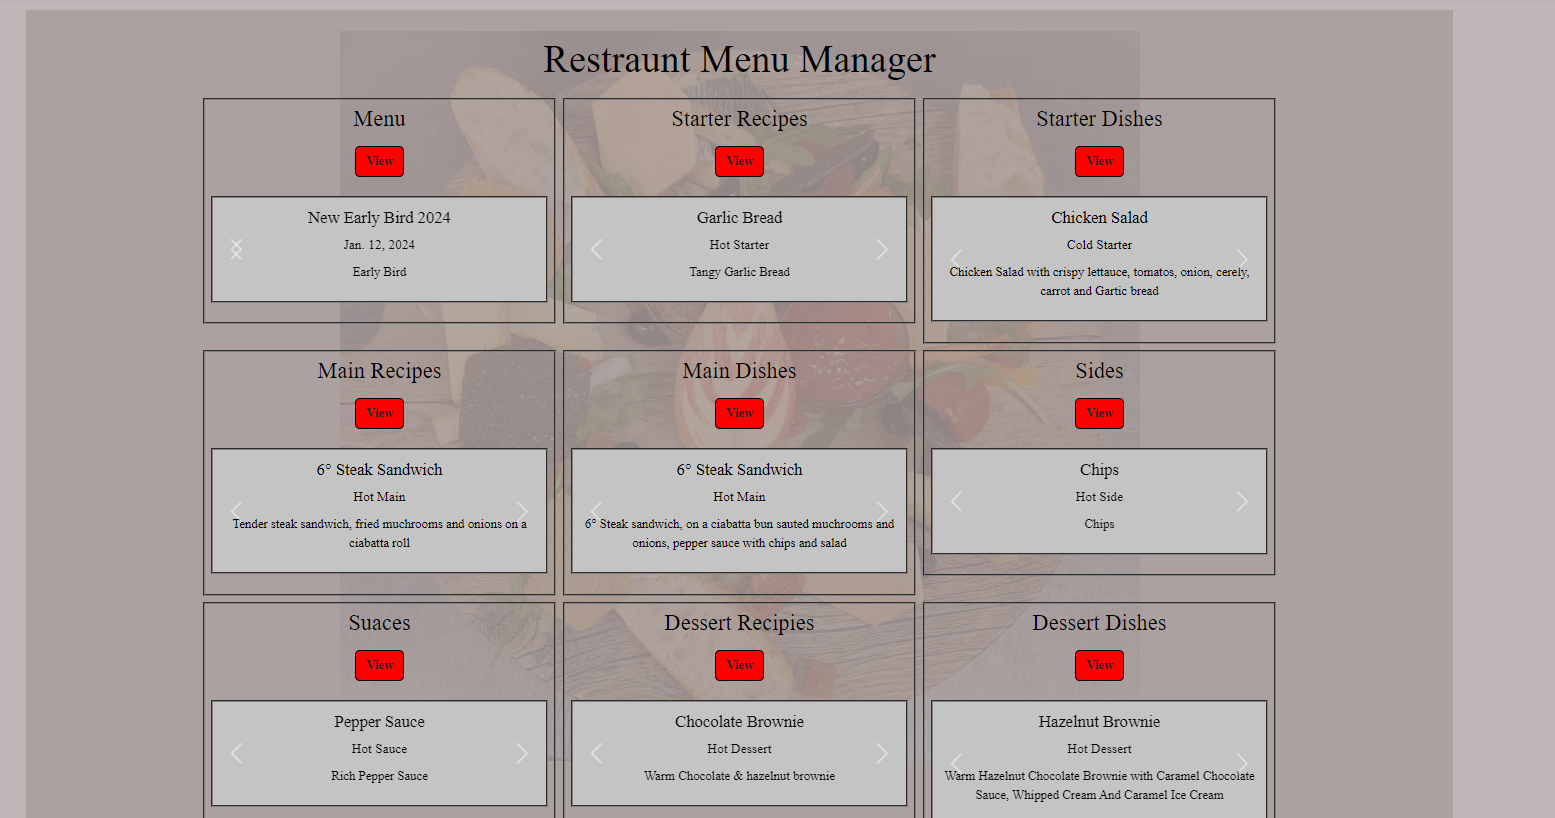 Restraunt Menu Manager
Menu
View
New Early Bird 2024
Jan. 12, 2024
Early Bird
Starter Recipes
View
Garlic Bread
Hot Starter
Tangy Garlic Bread
Starter Dishes
View
Chicken Salad
Cold Starter
Chicken Salad with crispy lettauce, tomatos, onion, cerely,
carrot and Gartic bread
Main Recipes
View
6° Steak Sandwich
Hot Main
Tender steak sandwich, fried muchrooms and onions on a
ciabatta roll
Main Dishes
View
6° Steak Sandwich
Hot Main
6° Steak sandwich, on a ciabatta bun sauted muchrooms and
onions, pepper sauce with chips and salad
Sides
View
Chips
Hot Side
Chips
Suaces
View
Pepper Sauce
Hot Sauce
Rich Pepper Sauce
Dessert Recipies
View
Chocolate Brownie
Hot Dessert
Warm Chocolate & hazelnut brownie
Dessert Dishes
View
Hazelnut Brownie
Hot Dessert
Warm Hazelnut Chocolate Brownie with Caramel Chocolate
Sauce, Whipped Cream And Caramel Ice Cream